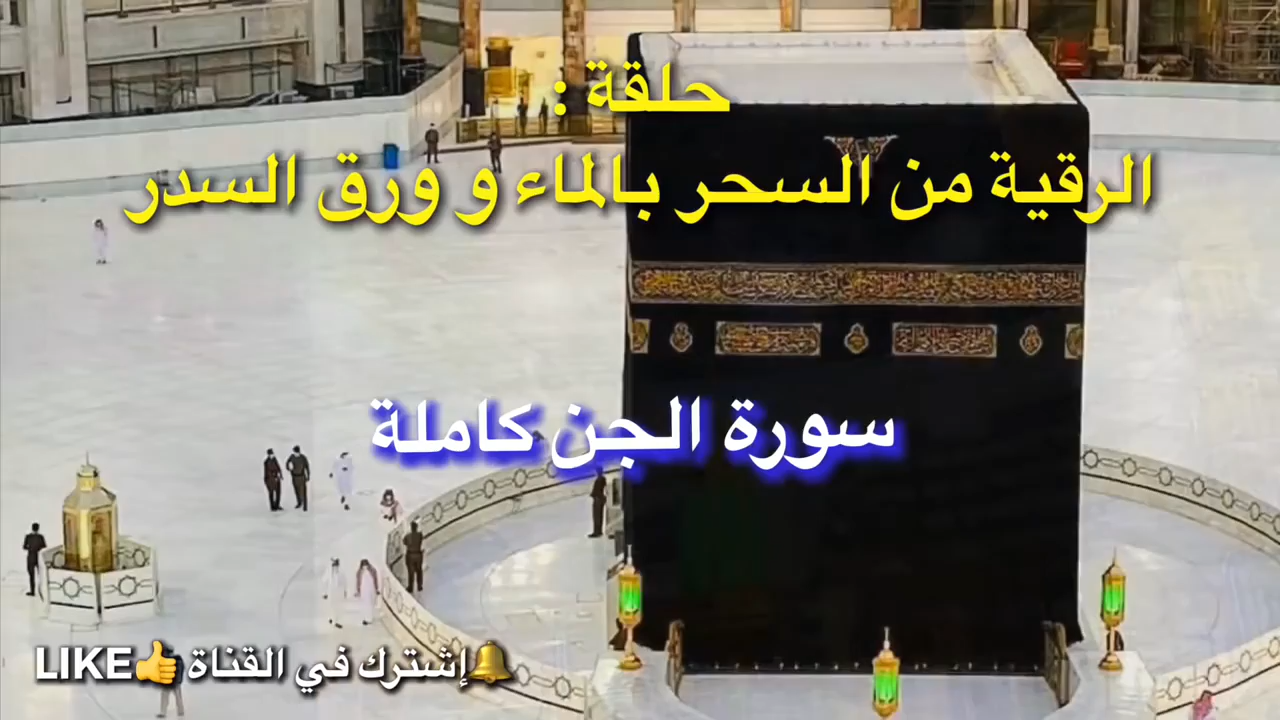 حلقة :
الرقية من السحر بالماء و ورق السدر
سورة الجن كاملة
🔔إشترك في القناة👍LIKE